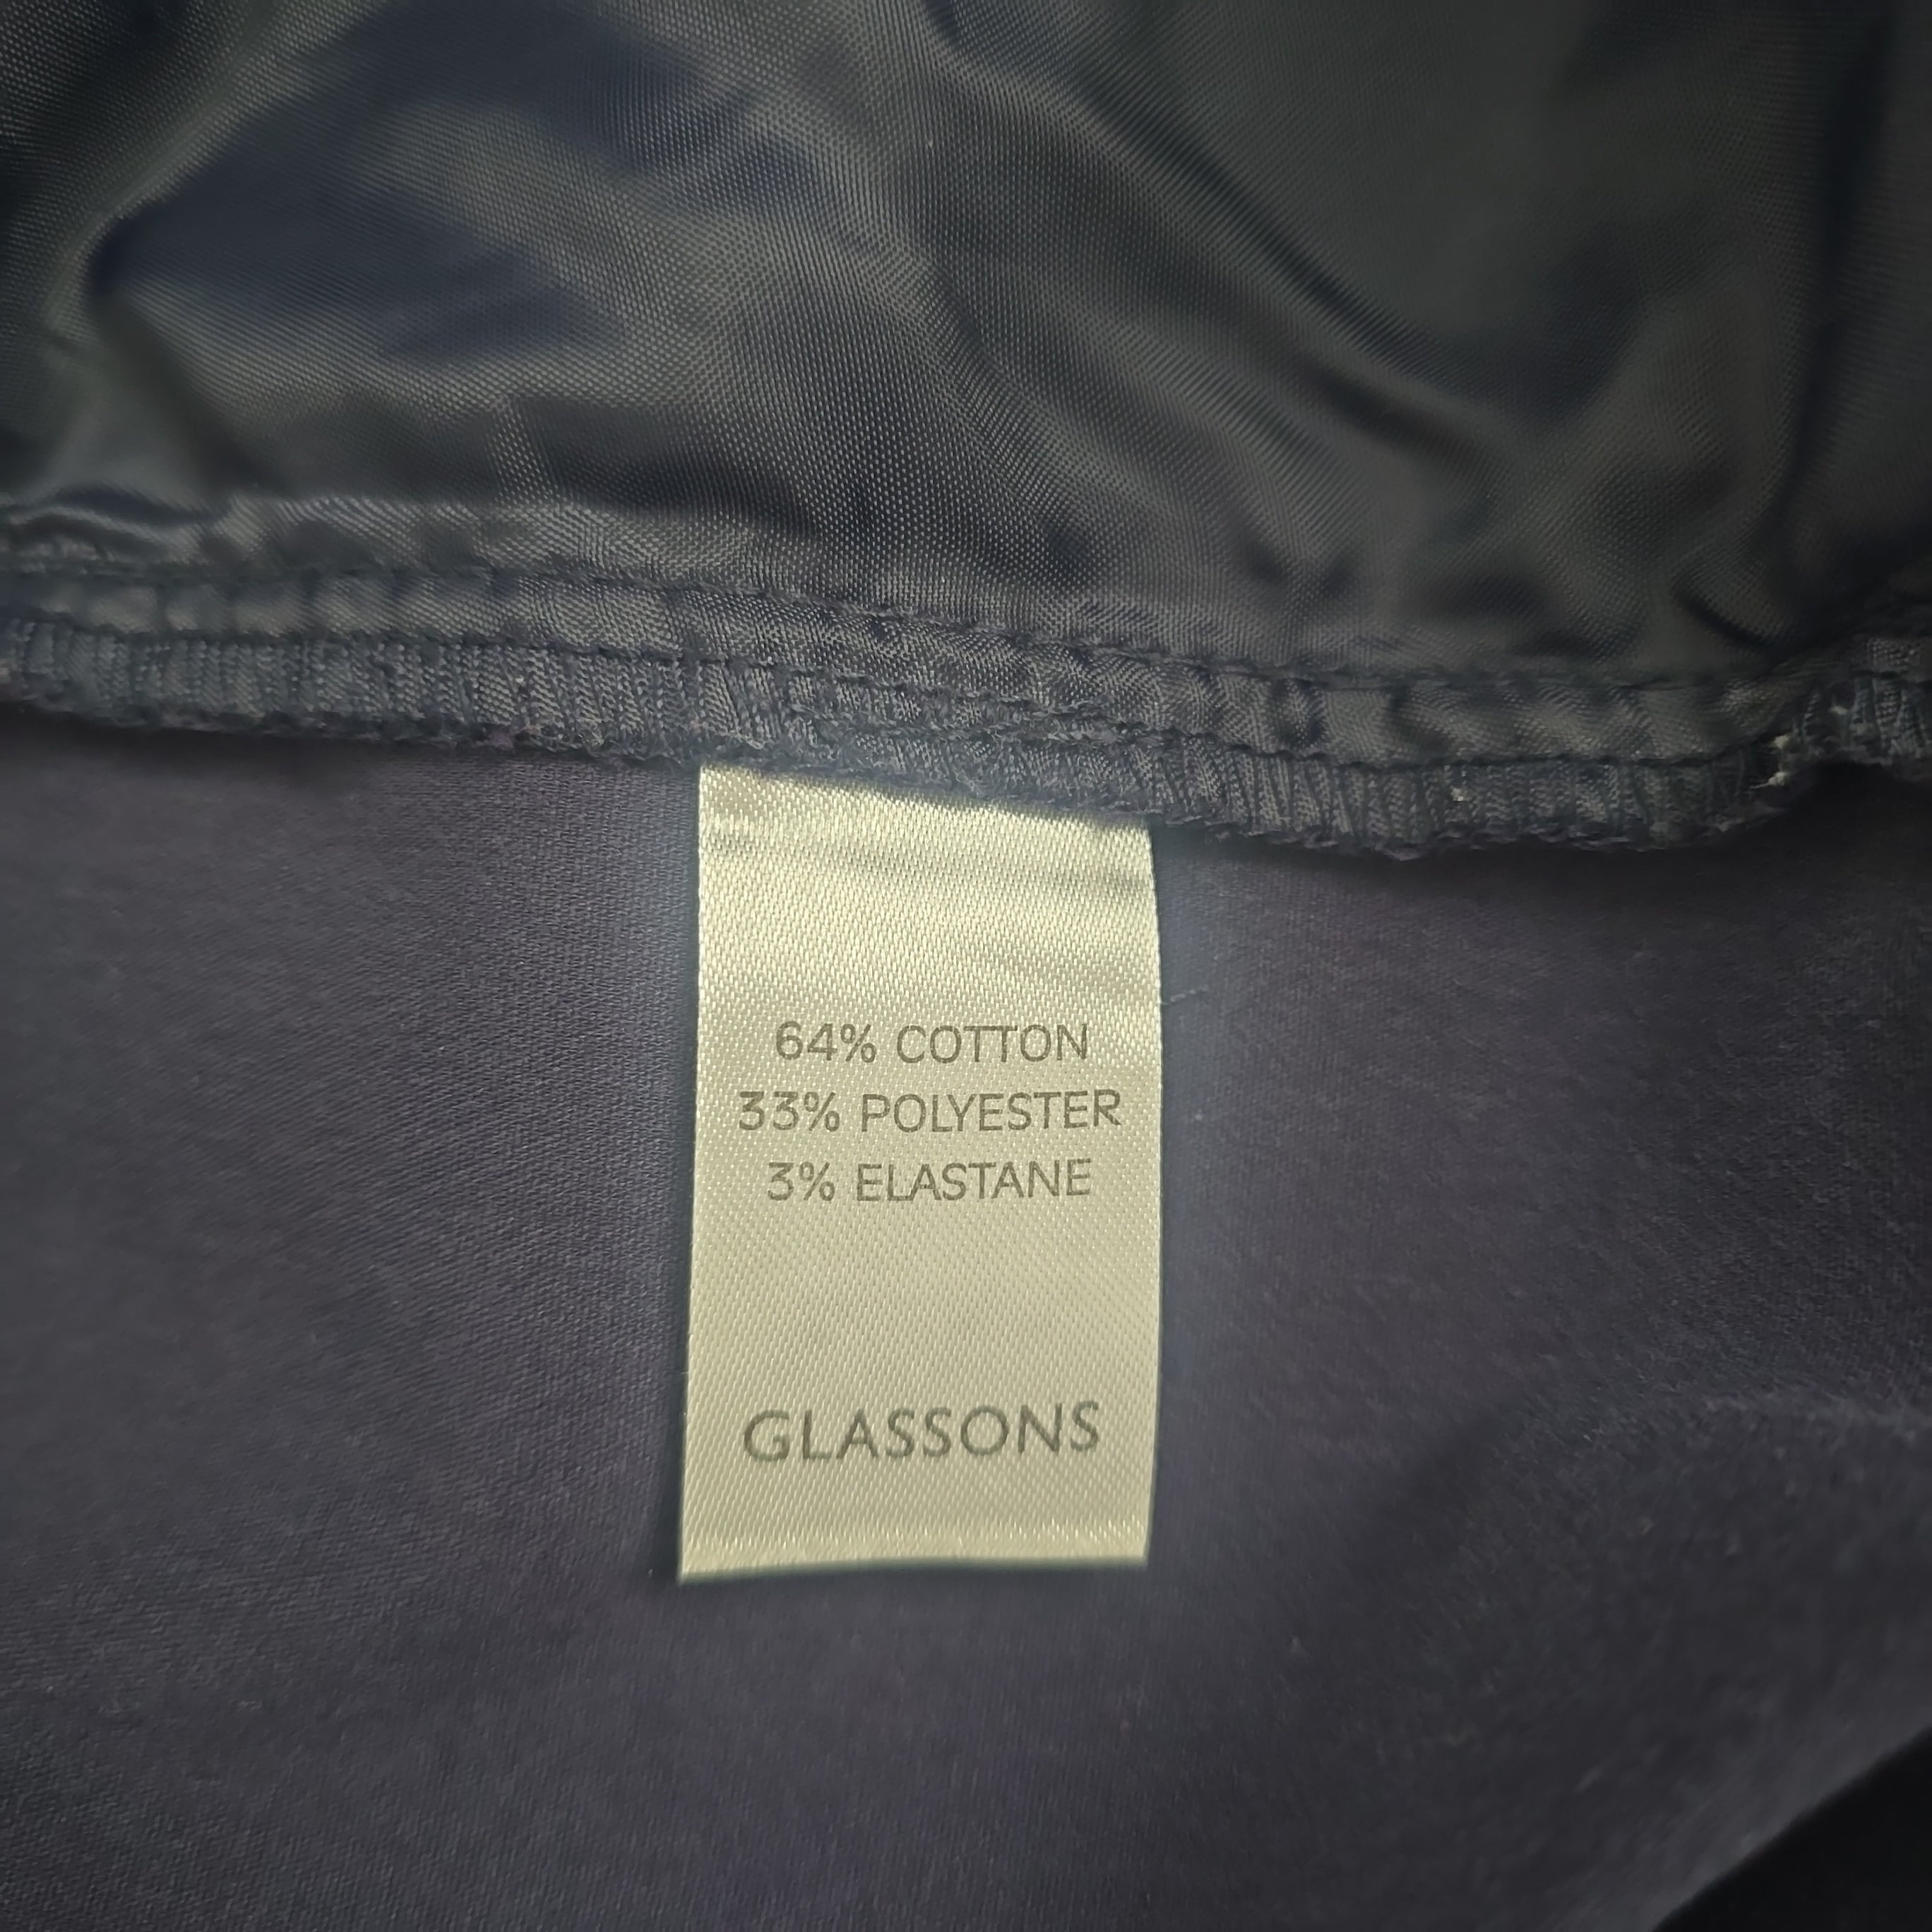 64% COTTON
33% POLYESTER
3% ELASTANE
GLASSONS